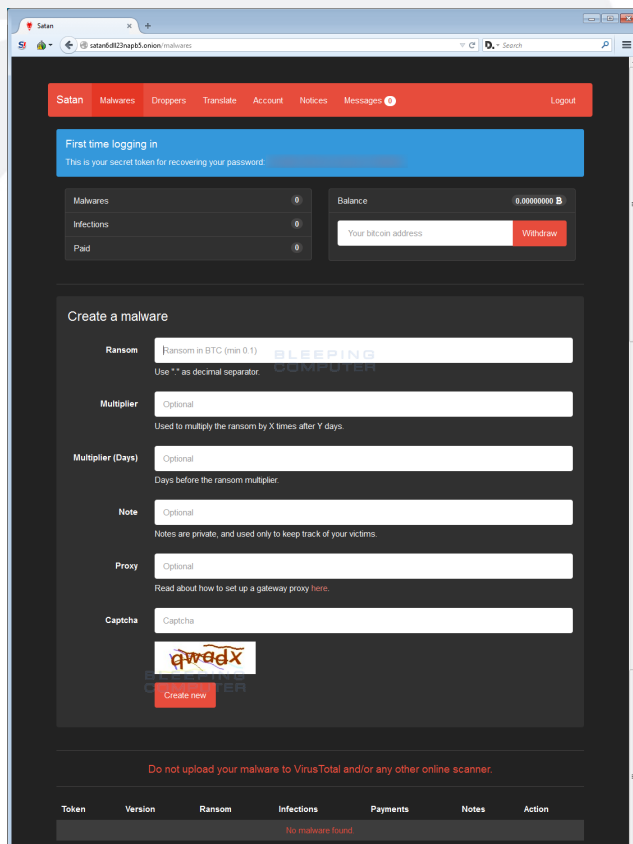 Satan
satan6dll23napb5.onion/malwares
Search
Satan Malwares Droppers Translate Account Notices Messages 0 Logout
First time logging in
This is your secret token for recovering your password:
Malwares 0
Infections 0
Paid 0
Balance 0.00000000 B
Your bitcoin address Withdraw
Create a malware
Ransom Ransom in BTC (min 0.1)
BLEEPING
COMPUTER
Use "." as decimal separator.
Multiplier Optional
Used to multiply the ransom by X times after Y days.
Multiplier (Days) Optional
Days before the ransom multiplier.
Note Optional
Notes are private, and used only to keep track of your victims.
Proxy Optional
Read about how to set up a gateway proxy here.
Captcha Captcha
qwadx
BLEEPING
COMPUTER
Create new
Do not upload your malware to VirusTotal and/or any other online scanner.
Token Version Ransom Infections Payments Notes Action
No malware found